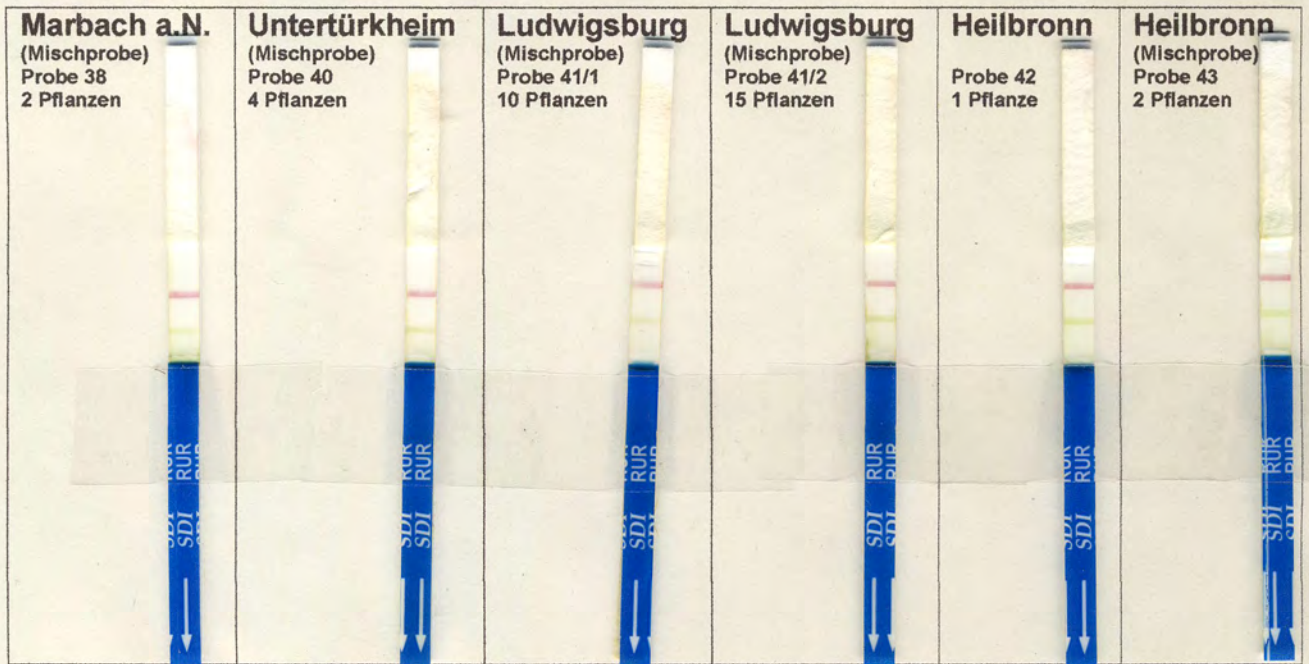 Marbach a.N.
(Mischprobe)
Probe 38
2 Pflanzen
Untertürkheim
(Mischprobe)
Probe 40
4 Pflanzen
Ludwigsburg
(Mischprobe)
Probe 41/1
10 Pflanzen
Ludwigsburg
(Mischprobe)
Probe 41/2
15 Pflanzen
Heilbronn
Probe 42
1 Pflanze
Heilbronn
(Mischprobe)
Probe 43
2 Pflanzen
RUR
SDI
RUR
SDI
SDI
RUR
SDI
RUR
SDI
RUR
SDI
SDI
RUR
SDI